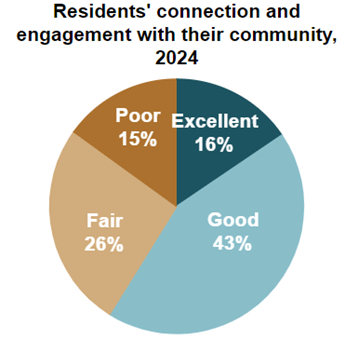 Residents' connection and
engagement with their community,
2024
Poor
15%
Excellent
16%
Fair
26%
Good
43%